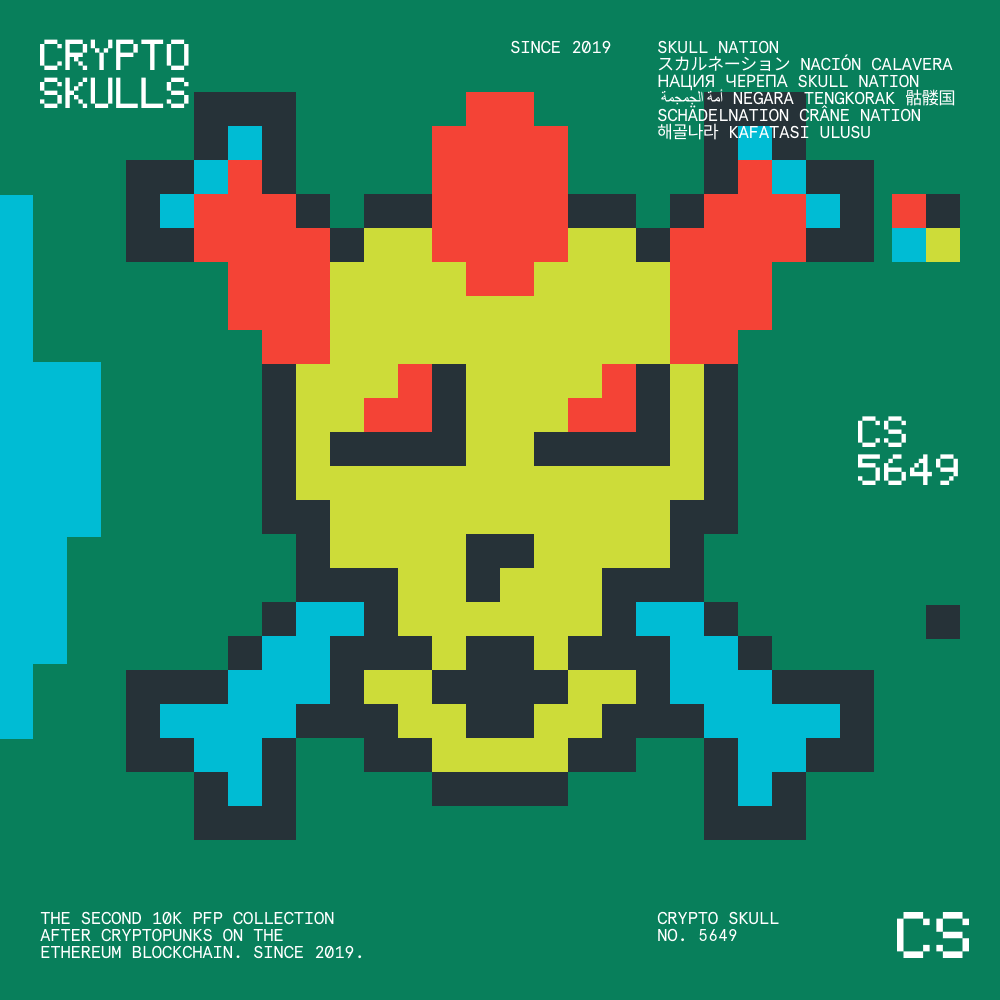 CRYPTO
SKULLS
SINCE 2019
SKULL NATION
スカルネーション NACIÓN CALAVERA
НАЦИЯ ЧЕРЕПА SKULL NATION
أمة الجمجمة NEGARA TENGKORAK 骷髅国
SCHÄDELNATION CRÂNE NATION
해골나라 KAFATASI ULUSU
CS
5649
THE SECOND 10K PFP COLLECTION
AFTER CRYPTOPUNKS ON THE
ETHEREUM BLOCKCHAIN. SINCE 2019.
CRYPTO SKULL
NO. 5649
CS